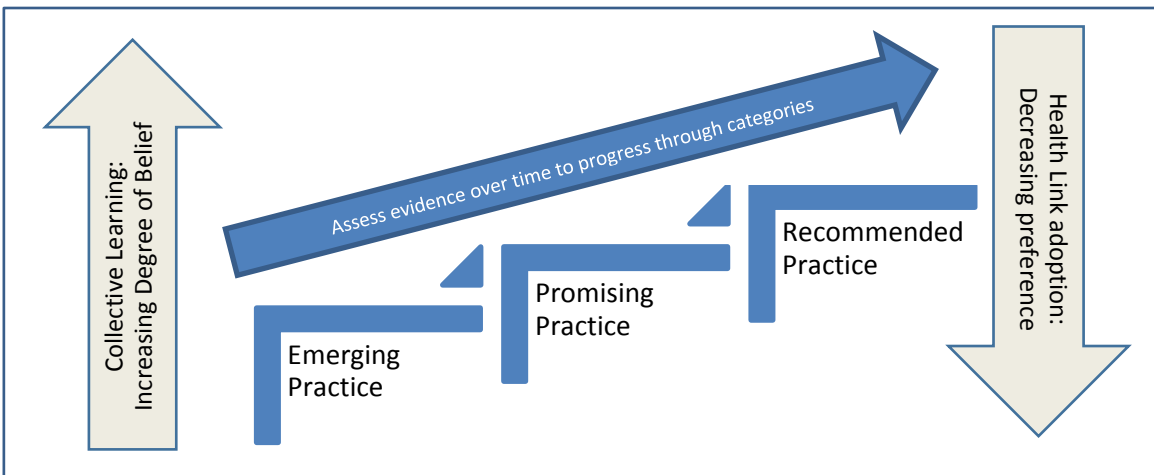 Collective Learning:
Increasing Degree of Belief
Assess evidence over time to progress through categories
Emerging
Practice
Promising
Practice
Recommended
Practice
Health Link adoption:
Decreasing preference